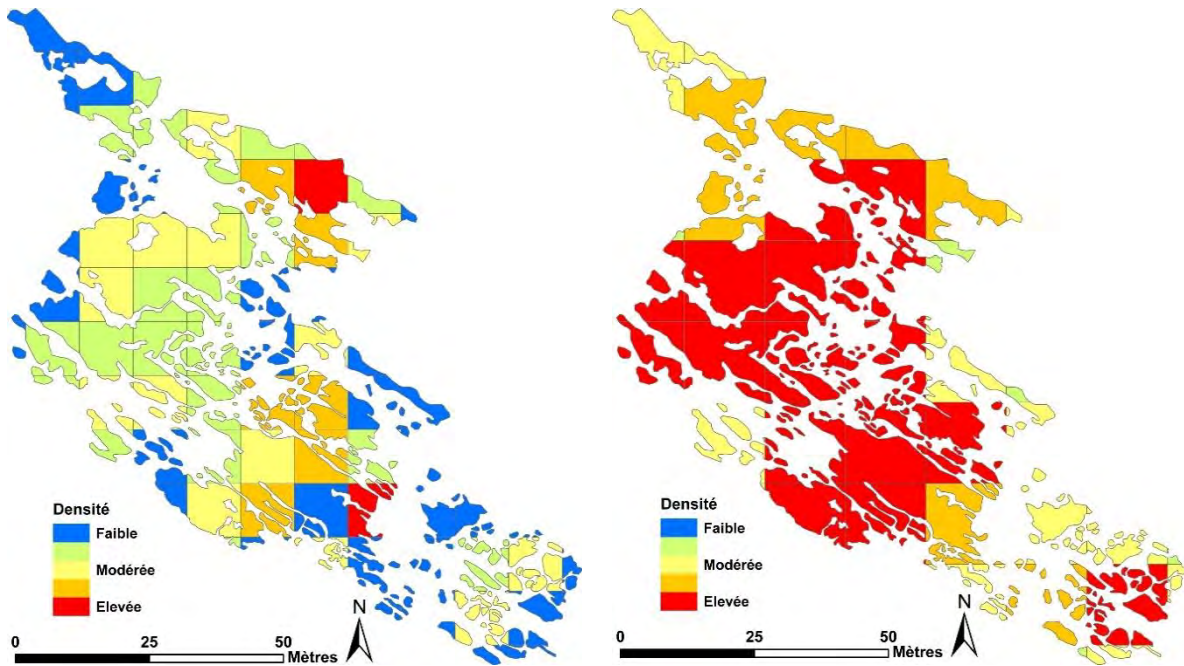 Densité
Faible
Modérée
Elevée
N
0 25 50
Mètres
Densité
Faible
Modérée
Elevée
N
0 25 50
Mètres